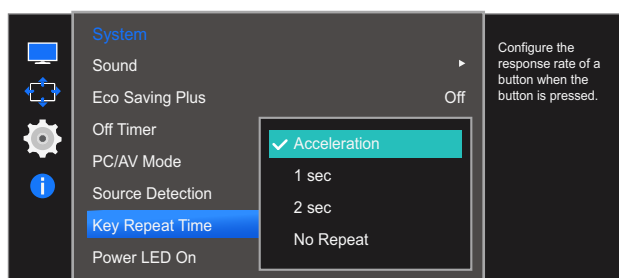 System
Sound
Eco Saving Plus Off
Off Timer
PC/AV Mode
Source Detection
Key Repeat Time
Power LED On
Acceleration
1 sec
2 sec
No Repeat
Configure the
response rate of a
button when the
button is pressed.